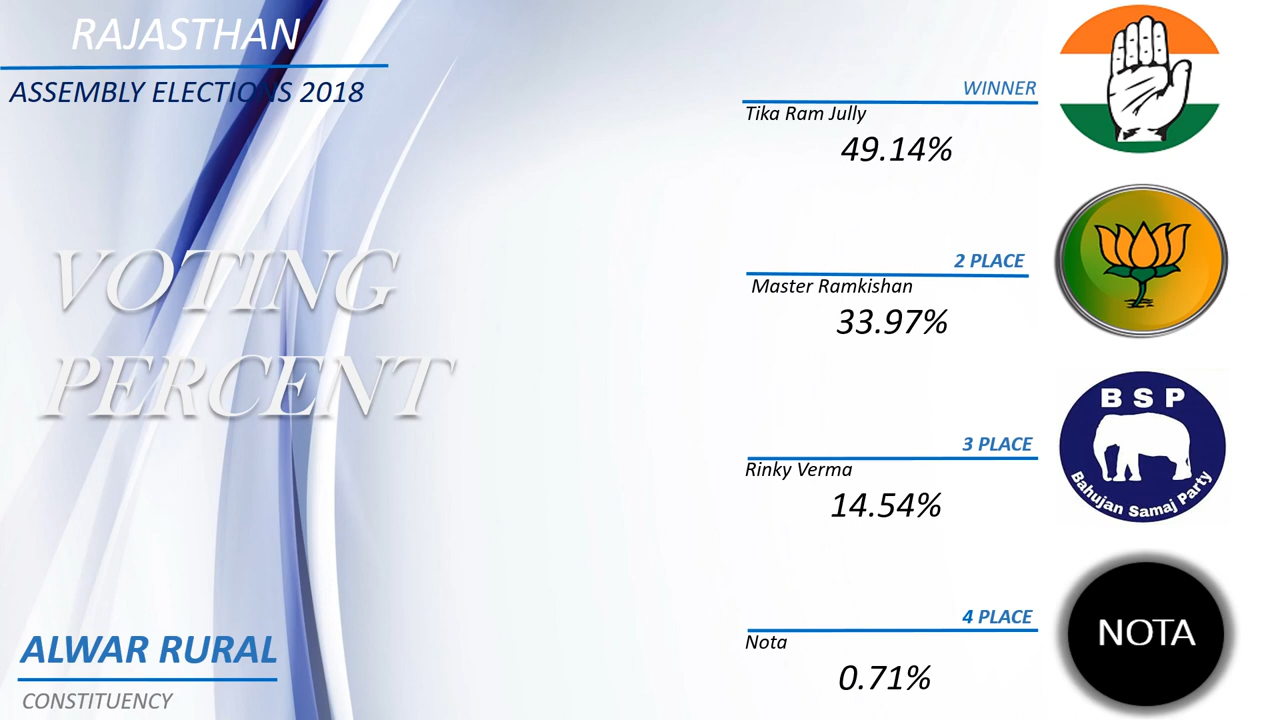 RAJASTHAN
ASSEMBLY ELECTIONS 2018
VOTING
PERCENT
ALWAR RURAL
CONSTITUENCY
WINNER
Tika Ram Jully
49.14%
2 PLACE
Master Ramkishan
33.97%
3 PLACE
Rinky Verma
14.54%
BSP
Bahujan Samaj Party
4 PLACE
Nota
0.71%
NOTA